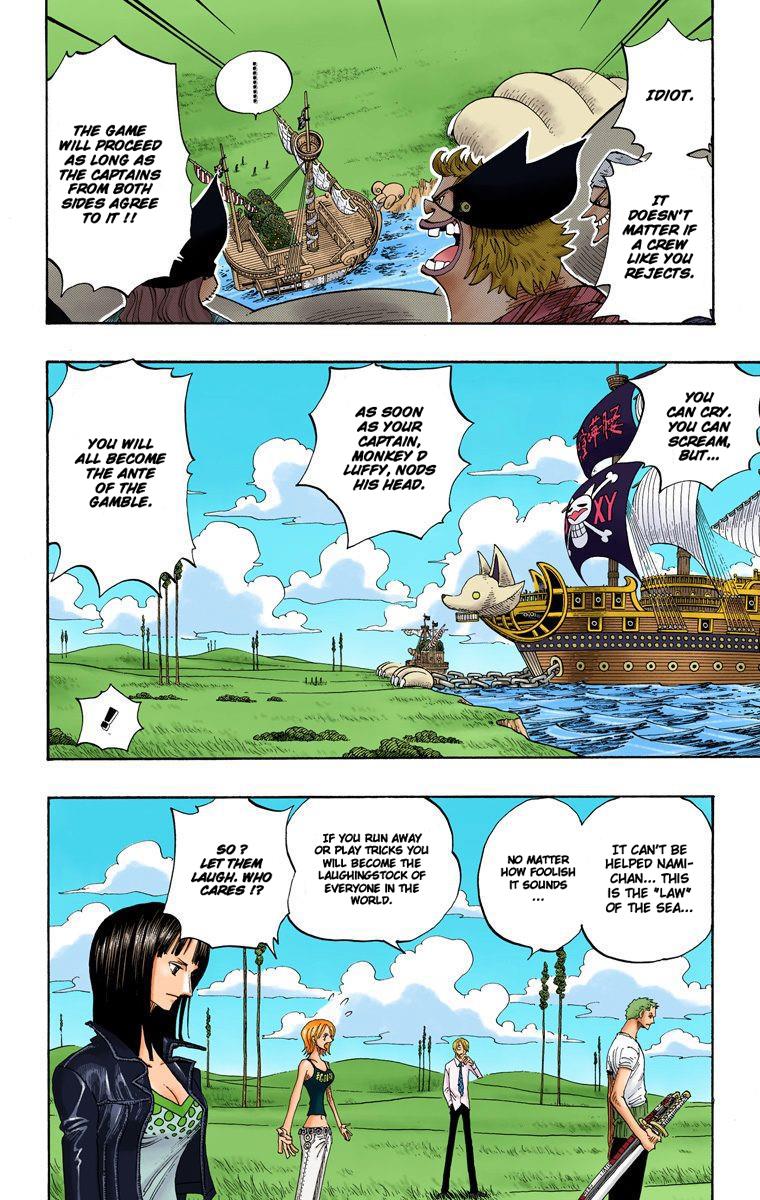 IDIOT.
IT
DOESN'T
MATTER IF
A CREW
LIKE YOU
REJECTS.
THE GAME
WILL PROCEED
AS LONG AS
THE CAPTAINS
FROM BOTH
SIDES AGREE
TO IT !!
YOU
CAN CRY.
YOU CAN
SCREAM,
BUT...
XY
AS SOON
AS YOUR
CAPTAIN,
MONKEY D
LUFFY, NODS
HIS HEAD.
YOU WILL
ALL BECOME
THE ANTE
OF THE
GAMBLE.
!
IT CAN'T BE
HELPED NAMI-
CHAN... THIS
IS THE "LAW"
OF THE SEA...
NO MATTER
HOW FOOLISH
IT SOUNDS
...
IF YOU RUN AWAY
OR PLAY TRICKS YOU
WILL BECOME THE
LAUGHINGSTOCK OF
EVERYONE IN THE
WORLD.
SO ?
LET THEM
LAUGH. WHO
CARES !?